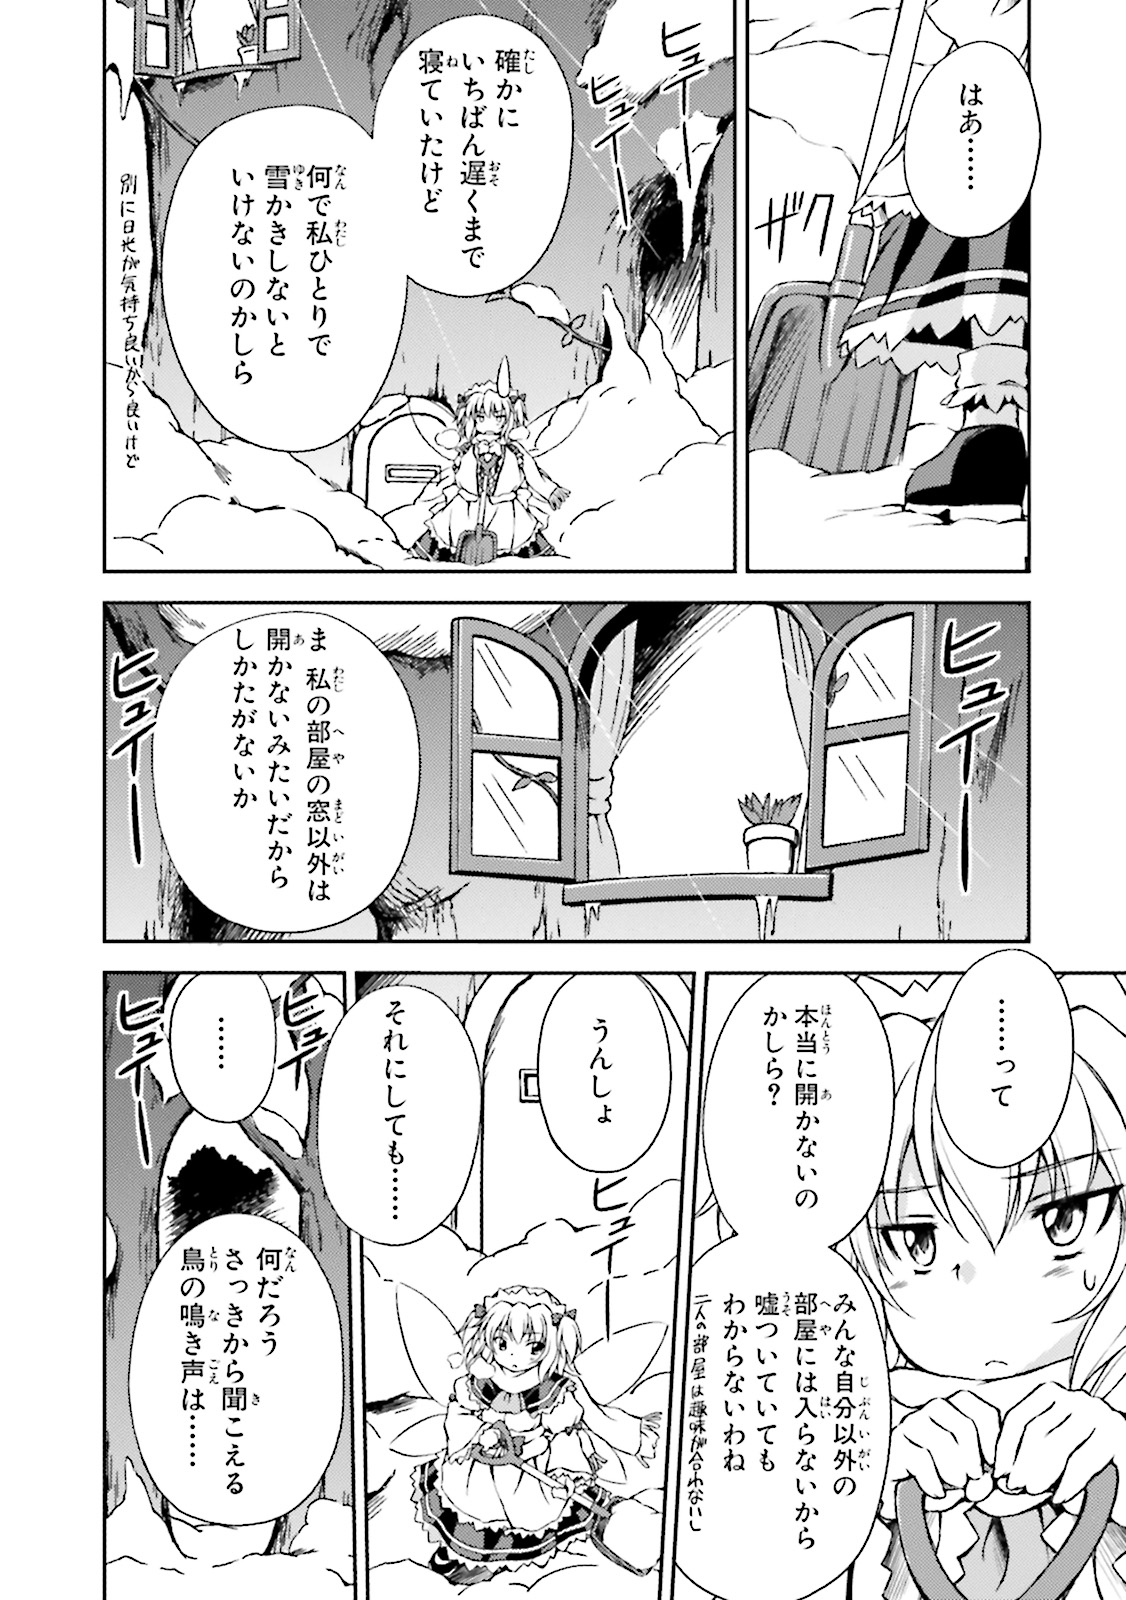 はあ……
ザク
確かに
いちばん遅くまで
寝ていたけど
何で私ひとりで
雪かきしないと
いけないのかしら
別に日光が気持ち良いから良いけど
ヒュー
ヒュー
ヒュー
ヒュー
ま 私の部屋の窓以外は
開かないみたいだから
しかたがないか
ヒュー
ヒュー
……って
本当に開かないの
かしら?
みんな自分以外の
部屋には入らないから
嘘ついていても
わからないわね
二人の部屋は趣味が合わないし
うんしょ
ヒュー
それにしても……
ヒュー
ヒュー
……
何だろう
さっきから聞こえる
鳥の鳴き声は……